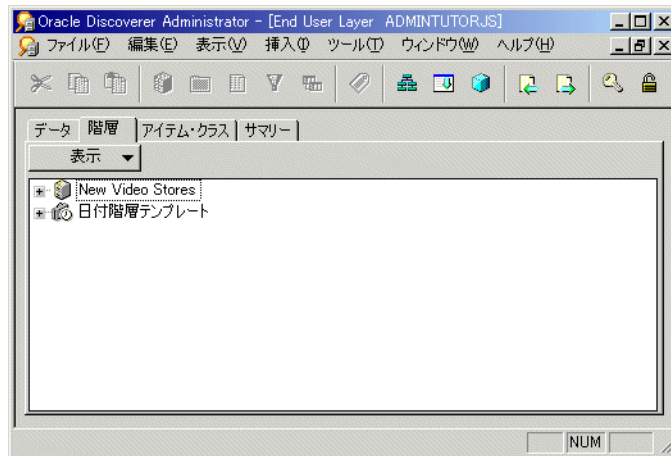 Oracle Discoverer Administrator - [End User Layer ADMINTUTORJS]
ファイル(F) 編集(E) 表示(V) 挿入(I) ツール(T) ウィンドウ(W) ヘルプ(H)
データ 階層 アイテム・クラス サマリー
表示
New Video Stores
日付階層テンプレート
NUM